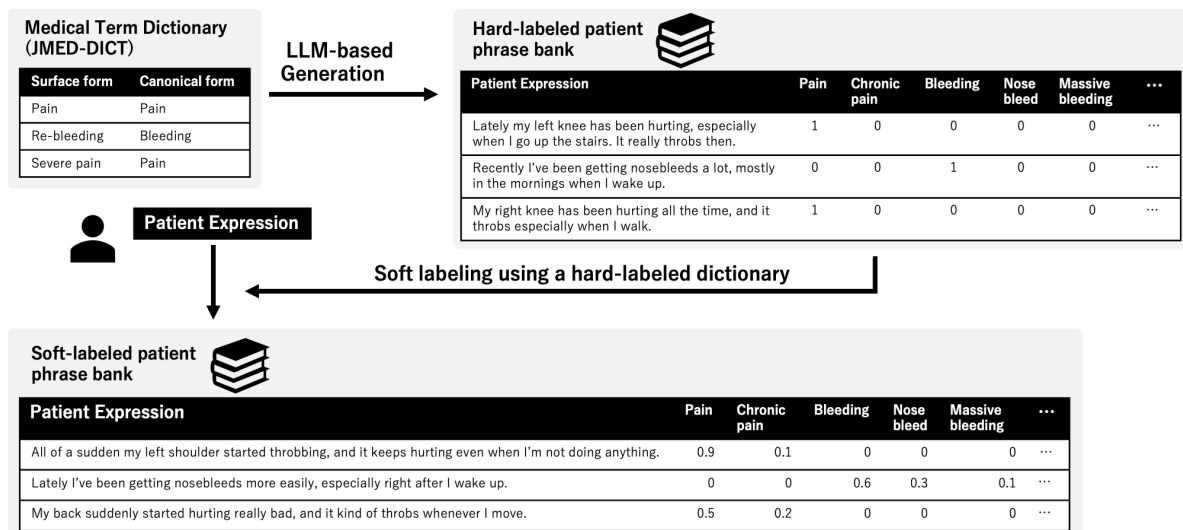 Medical Term Dictionary
(JMED-DICT)
Surface form Canonical form
Pain Pain
Re-bleeding Bleeding
Severe pain Pain
LLM-based
Generation
Hard-labeled patient
phrase bank
Patient Expression Pain Chronic pain Bleeding Nose bleed Massive bleeding ...
Lately my left knee has been hurting, especially
when I go up the stairs. It really throbs then. 1 0 0 0 0 ...
Recently I've been getting nosebleeds a lot, mostly
in the mornings when I wake up. 0 0 1 0 0 ...
My right knee has been hurting all the time, and it
throbs especially when I walk. 1 0 0 0 0 ...
Patient Expression
Soft labeling using a hard-labeled dictionary
Soft-labeled patient
phrase bank
Patient Expression Pain Chronic pain Bleeding Nose bleed Massive bleeding ...
All of a sudden my left shoulder started throbbing, and it keeps hurting even when I'm not doing anything. 0.9 0.1 0 0 0 ...
Lately I've been getting nosebleeds more easily, especially right after I wake up. 0 0 0.6 0.3 0.1 ...
My back suddenly started hurting really bad, and it kind of throbs whenever I move. 0.5 0.2 0 0 0 ...